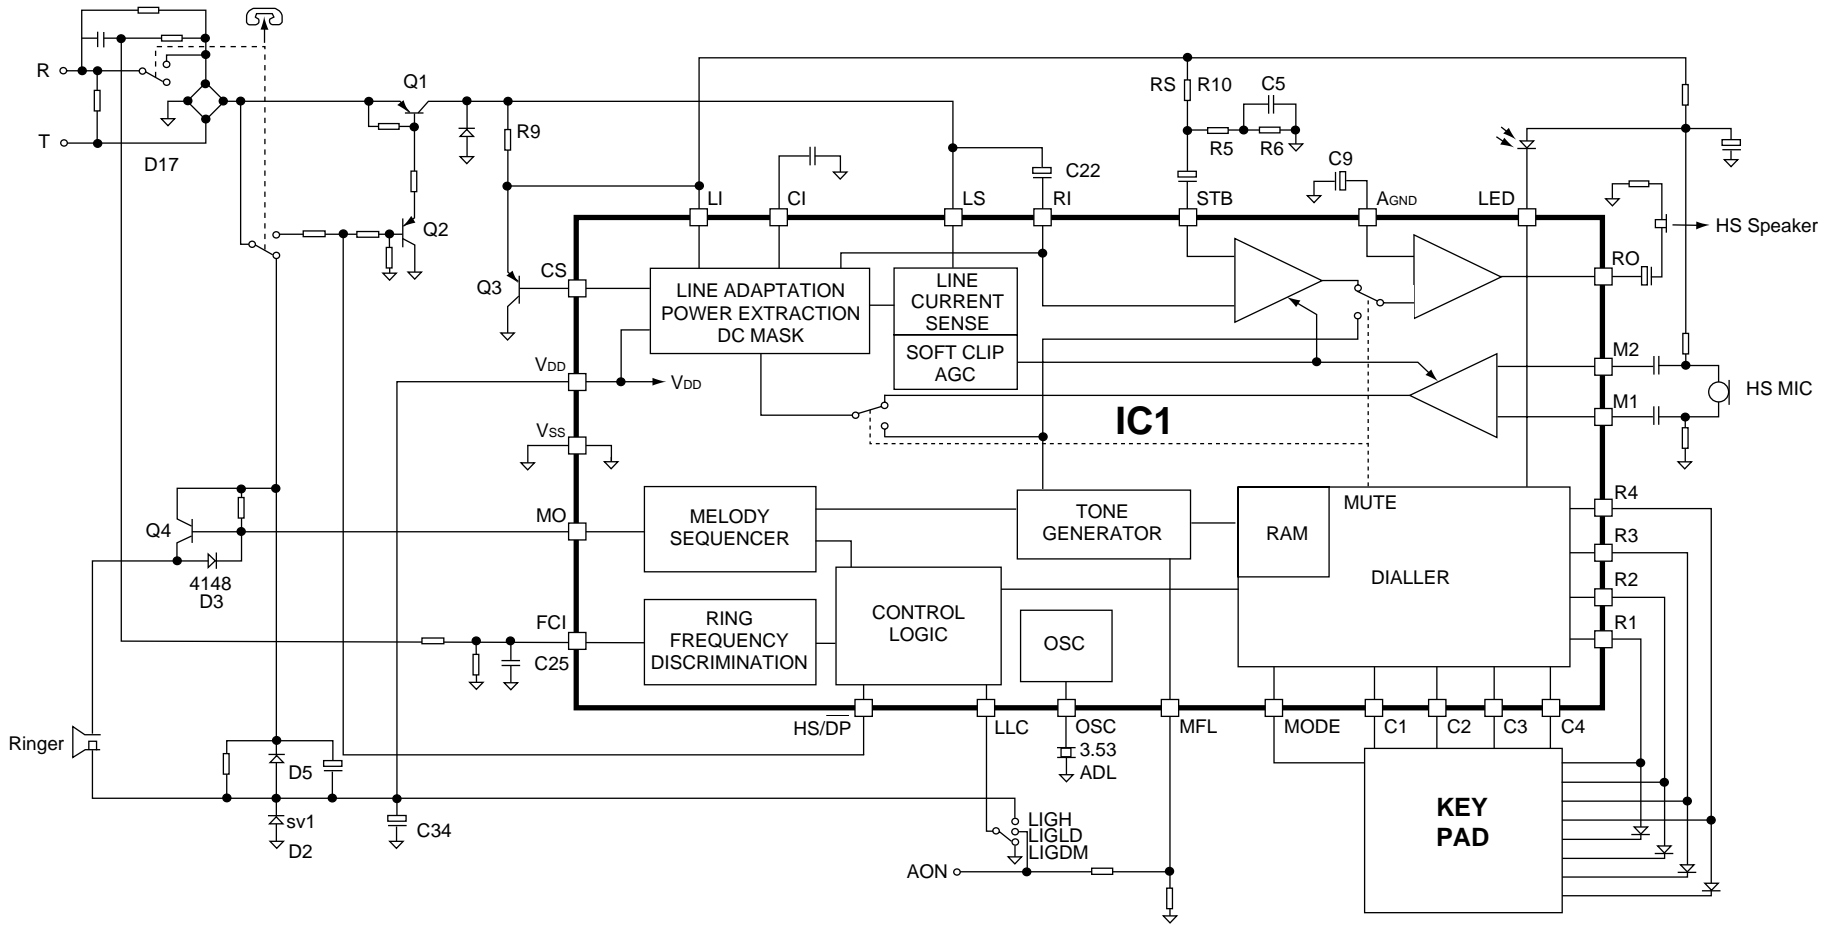 R
T
D17
Q1
R9
Q2
Q3
RS R10
C5
R5 R6
C22
C9
LI
CI
LS
RI
STB
AGND
LED
HS Speaker
RO
CS
LINE ADAPTATION
POWER EXTRACTION
DC MASK
LINE
CURRENT
SENSE
SOFT CLIP
AGC
VDD
VDD
VSS
IC1
M2
M1
HS MIC
Q4
4148
D3
MO
MELODY
SEQUENCER
TONE
GENERATOR
RAM
MUTE
DIALLER
R4
R3
R2
R1
FCI
C25
RING
FREQUENCY
DISCRIMINATION
CONTROL
LOGIC
OSC
HS/DP
LLC
OSC
3.53
ADL
MFL
MODE
C1
C2
C3
C4
Ringer
D5
sv1
D2
C34
LIGH
LIGLD
LIGDM
AON
KEY
PAD